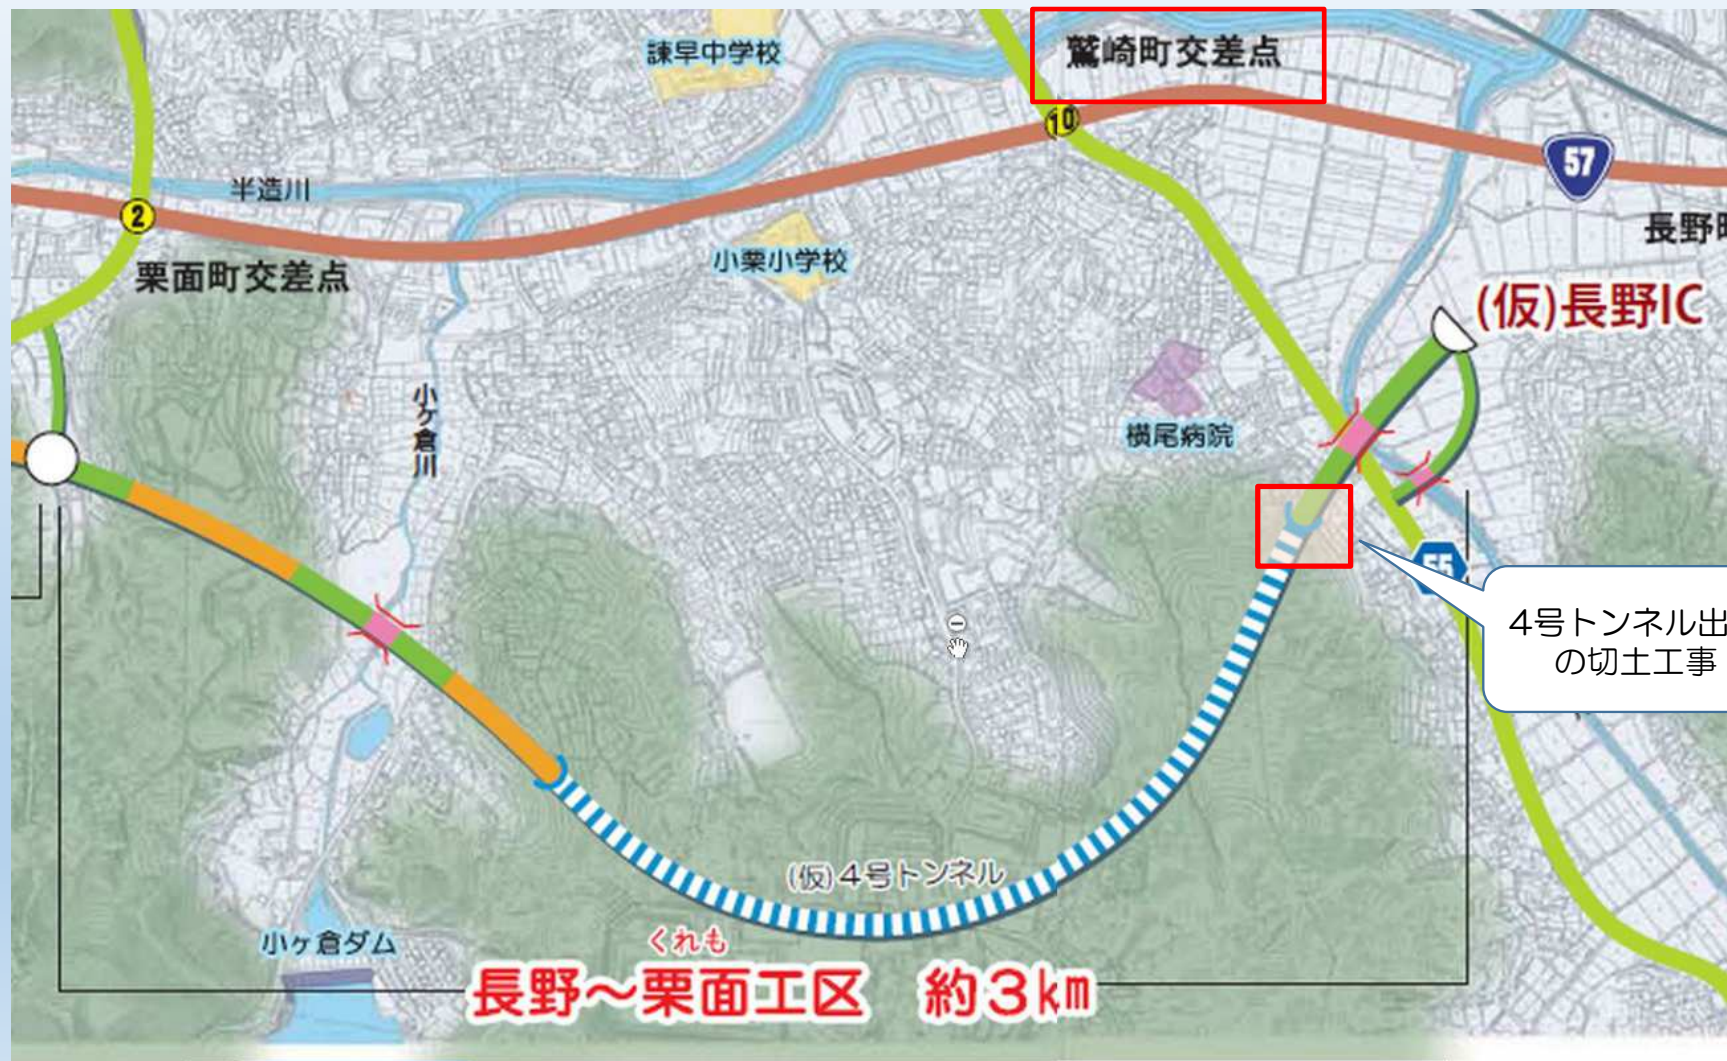 諫早中学校
鷲崎町交差点
10
57
半造川
2
長野町
小栗小学校
栗面町交差点
(仮)長野IC
小ヶ倉川
横尾病院
55
4号トンネル出
の切土工事
(仮)4号トンネル
小ヶ倉ダム
くれも
長野～栗面工区 約3km